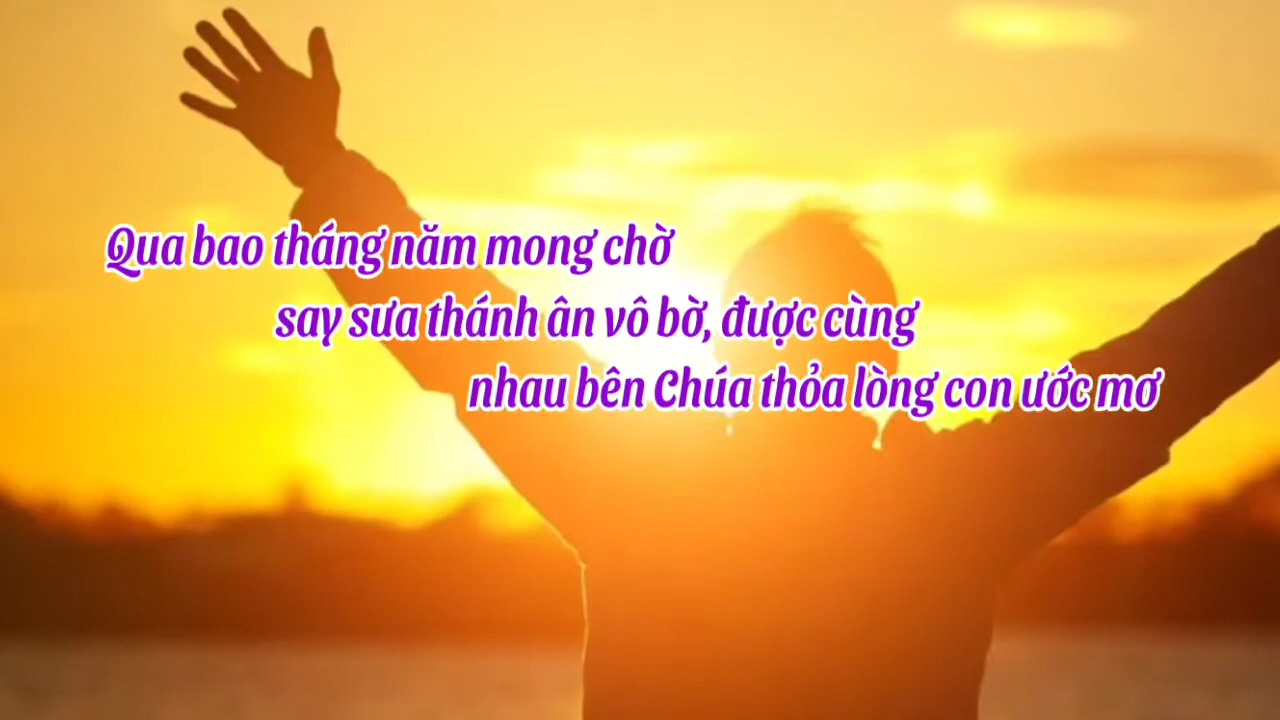 Qua bao tháng năm mong chờ
say sưa thánh ân vô bờ, được cùng
nhau bên Chúa thỏa lòng con ước mơ